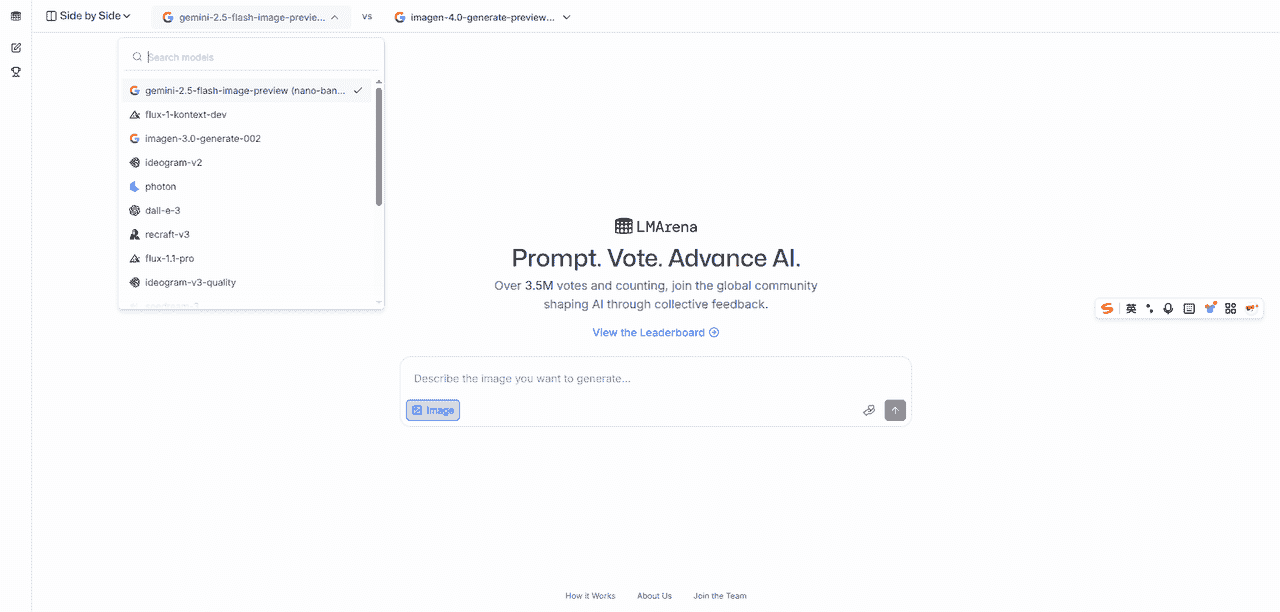 Side by Side
gemini-2.5-flash-image-previe...
vs
imagen-4.0-generate-preview...
Search models
gemini-2.5-flash-image-preview (nano-ban...
flux-1-kontext-dev
imagen-3.0-generate-002
ideogram-v2
photon
dall-e-3
recraft-v3
flux-1.1-pro
ideogram-v3-quality
LMArena
Prompt. Vote. Advance AI.
Over 3.5M votes and counting, join the global community
shaping AI through collective feedback.
View the Leaderboard
英
Describe the image you want to generate...
Image
How it Works
About Us
Join the Team